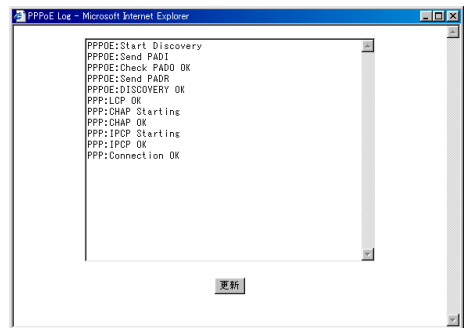 PPPoE Log - Microsoft Internet Explorer
PPPOE:Start Discovery
PPPOE:Send PADI
PPPOE:Check PADO OK
PPPOE:Send PADR
PPPOE:DISCOVERY OK
PPP:LCP OK
PPP:CHAP Starting
PPP:CHAP OK
PPP:IPCP Starting
PPP:IPCP OK
PPP:Connection OK
更新